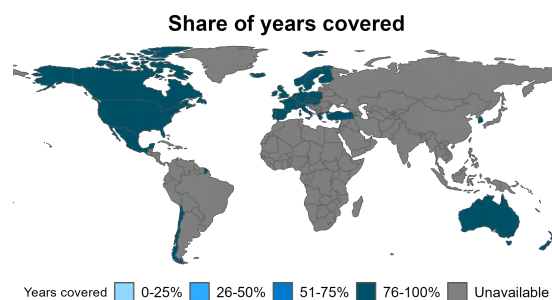 Share of years covered
Years covered 0-25% 26-50% 51-75% 76-100% Unavailable